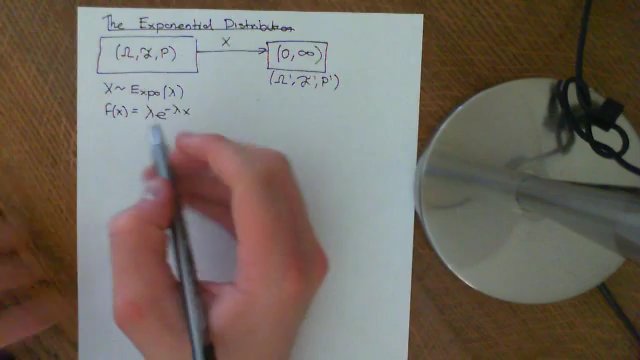 The Exponential Distribution
(Ω, Ƒ, P) X (0, ∞)
(Ω', Ƒ', P')
X ~ Expo(λ)
f(x) = λe^{-λx}